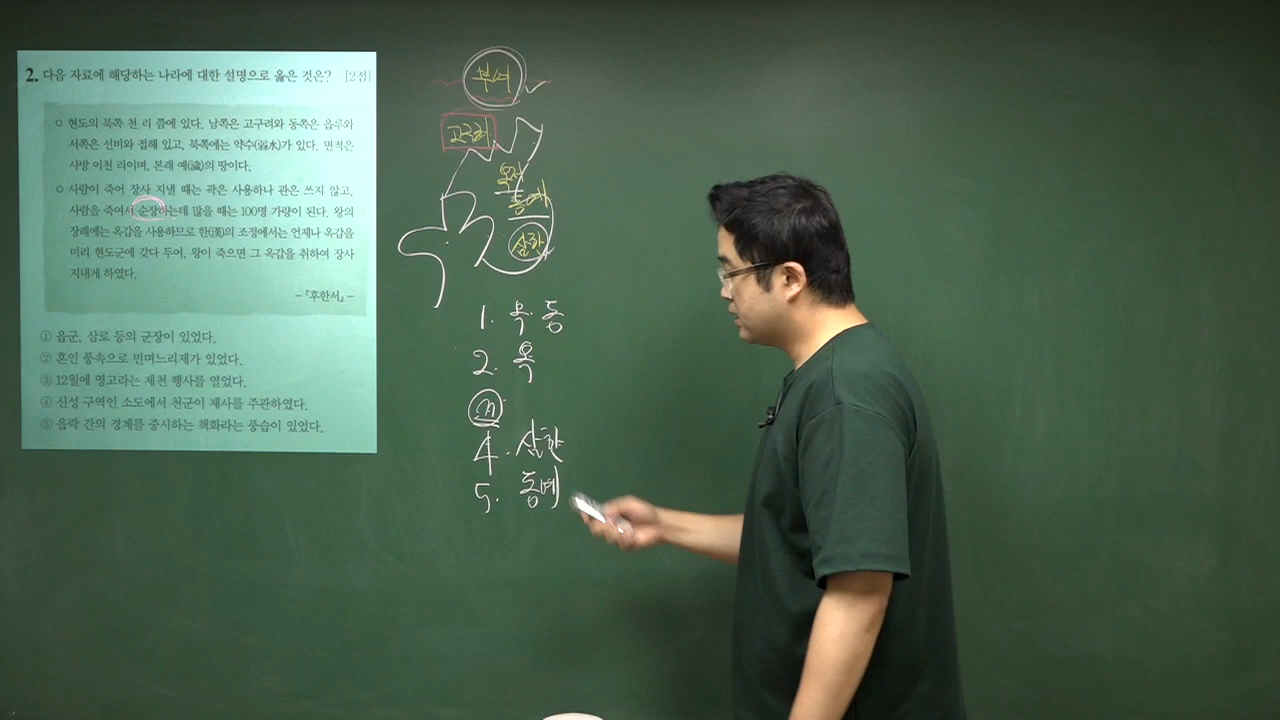 2. 다음 자료에 해당하는 나라에 대한 설명으로 옳은 것은? [2점]
○ 현도의 북쪽 천 리 쯤에 있다. 남쪽은 고구려와 동쪽은 읍루와
서쪽은 선비와 접해 있고, 북쪽에는 약수(弱水)가 있다. 면적은
사방 이천 리이며, 본래 예(濊)의 땅이다.
○ 사람이 죽어 장사 지낼 때는 곽은 사용하나 관은 쓰지 않고,
사람을 죽여서 순장하는데 많을 때는 100명 가량이 된다. 왕의
장례에는 옥갑을 사용하므로 한(漢)의 조정에서는 언제나 옥갑을
미리 현도군에 갖다 두어, 왕이 죽으면 그 옥갑을 취하여 장사
지내게 하였다.
-「후한서」-
① 읍군, 삼로 등의 군장이 있었다.
② 혼인 풍속으로 민며느리제가 있었다.
③ 12월에 영고라는 제천 행사를 열었다.
④ 신성 구역인 소도에서 천군이 제사를 주관하였다.
⑤ 읍락 간의 경계를 중시하는 책화라는 풍습이 있었다.
부여
고구려
옥저
동예
삼한
1. 옥·동
2. 옥
4. 삼한
5. 동예